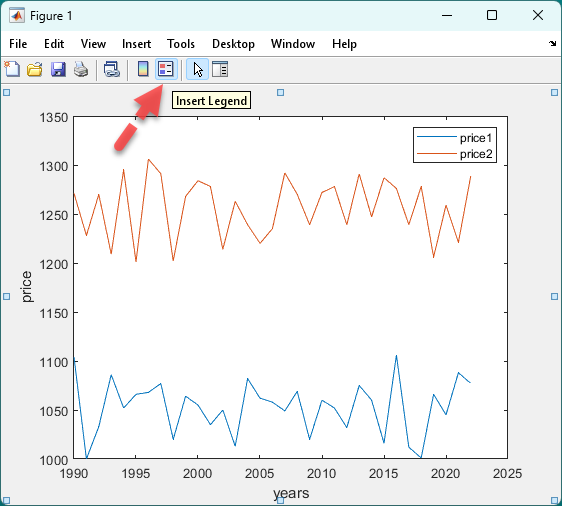 Figure 1
File Edit View Insert Tools Desktop Window Help
Insert Legend
1350
1300
1250
1200
1150
1100
1050
1000
price
price1
price2
1990 1995 2000 2005 2010 2015 2020 2025
years